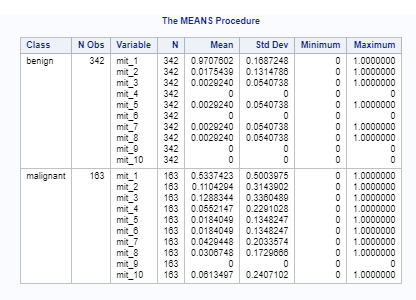 The MEANS Procedure
Class N Obs Variable N Mean Std Dev Minimum Maximum
benign 342 mit_1 342 0.9707602 0.1687248 0 1.0000000
mit_2 342 0.0175439 0.1314786 0 1.0000000
mit_3 342 0.0029240 0.0540738 0 1.0000000
mit_4 342 0 0 0 0
mit_5 342 0.0029240 0.0540738 0 1.0000000
mit_6 342 0 0 0 0
mit_7 342 0.0029240 0.0540738 0 1.0000000
mit_8 342 0.0029240 0.0540738 0 1.0000000
mit_9 342 0 0 0 0
mit_10 342 0 0 0 0
malignant 163 mit_1 163 0.5337423 0.5003975 0 1.0000000
mit_2 163 0.1104294 0.3143902 0 1.0000000
mit_3 163 0.1288344 0.3360489 0 1.0000000
mit_4 163 0.0552147 0.2291028 0 1.0000000
mit_5 163 0.0184049 0.1348247 0 1.0000000
mit_6 163 0.0184049 0.1348247 0 1.0000000
mit_7 163 0.0429448 0.2033574 0 1.0000000
mit_8 163 0.0306748 0.1729666 0 1.0000000
mit_9 163 0 0 0 0
mit_10 163 0.0613497 0.2407102 0 1.0000000